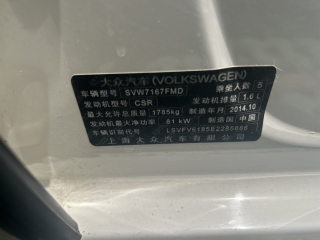 大众汽车(VOLKSWAGEN)
车辆型号 SVW7167FMD 乘坐人数 5
发动机型号 CSR 发动机排量 1.6 L
最大允许总质量 1785kg 制造年月 2014.10
发动机最大净功率 81 kW 制造国 中国
车辆识别代号
上海大众汽车有限公司